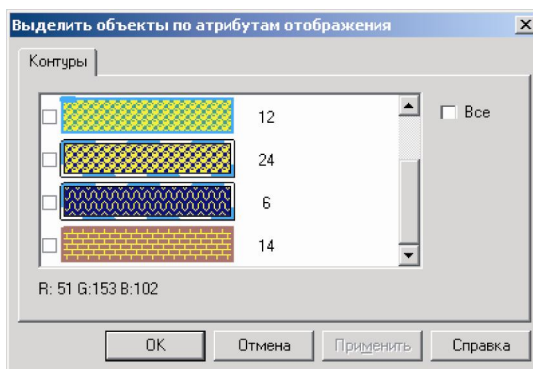 Выделить объекты по атрибутам отображения
Контуры
12
Все
24
6
14
R: 51 G:153 B:102
OK
Отмена
Применить
Справка